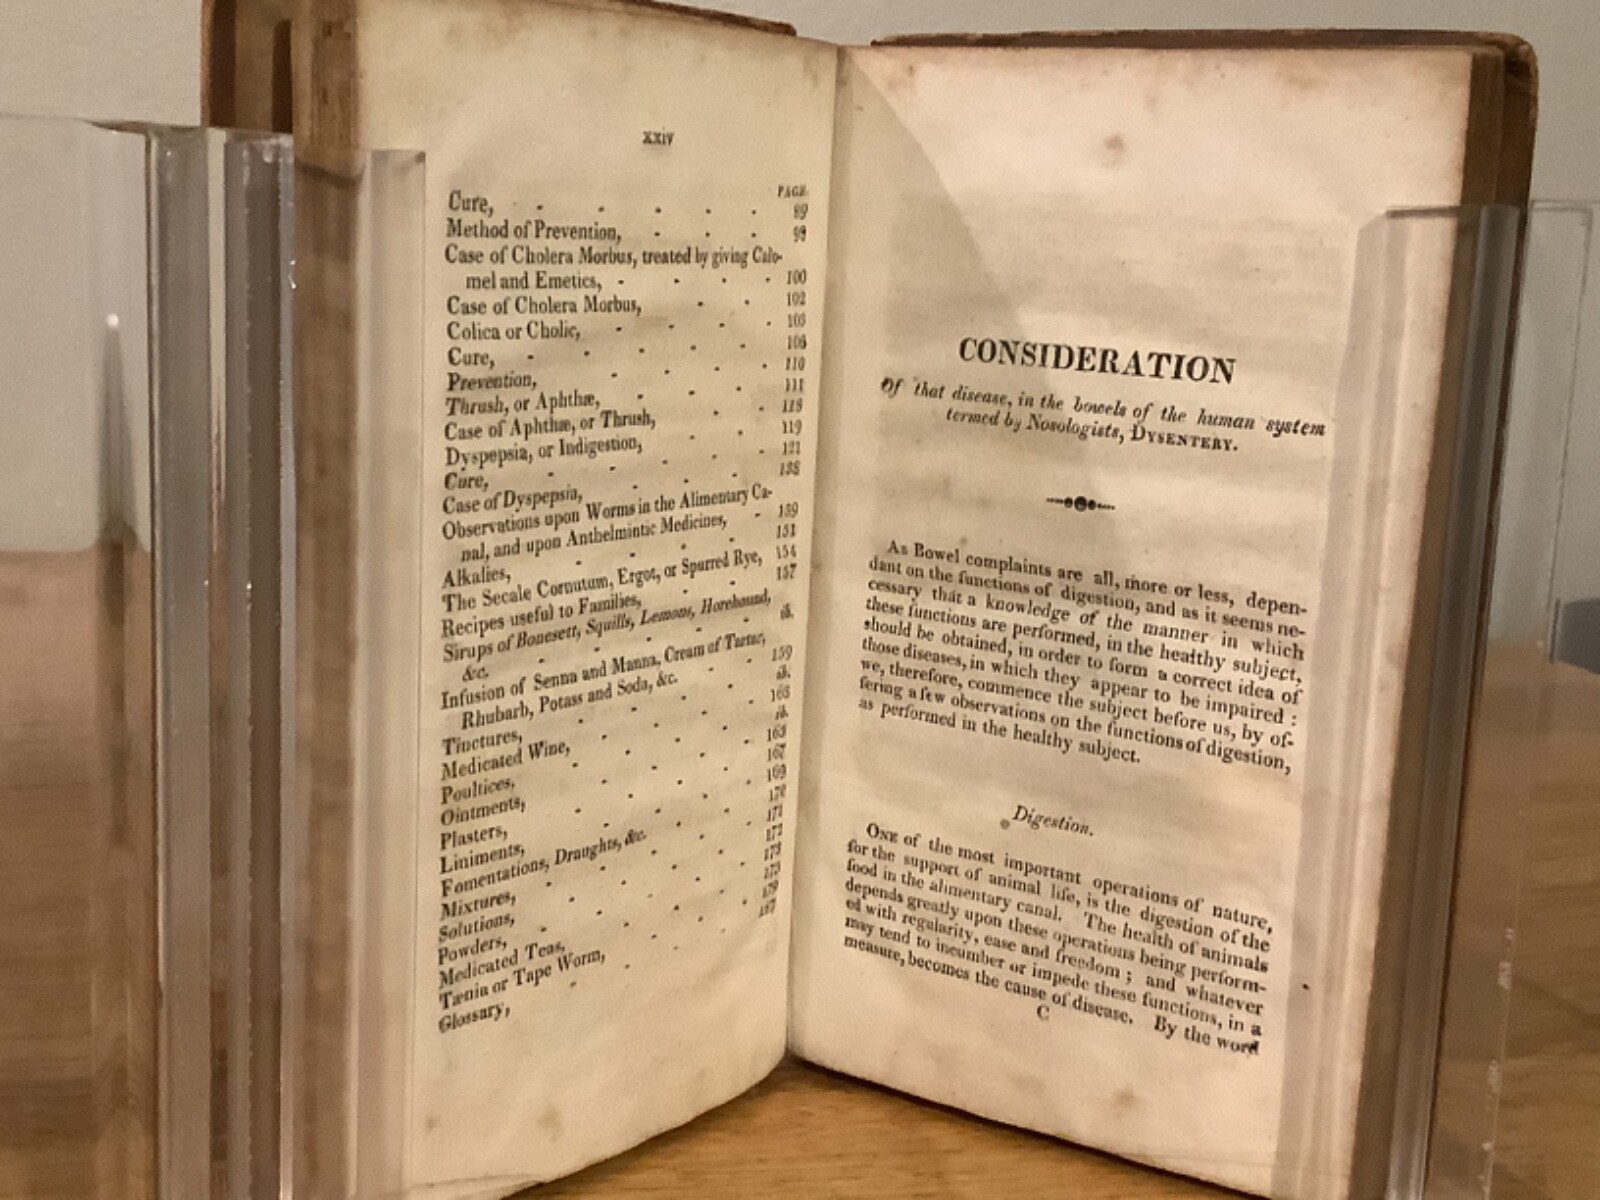 xxiv
PAGE
Cure, - - - - - 89
Method of Prevention, - - - 99
Case of Cholera Morbus, treated by giving Calo-
mel and Emetics, - - - - 100
Case of Cholera Morbus, - - 102
Colica or Cholic, - - - - 105
Cure, - - - - - 106
Prevention, - - - - 110
Thrush, or Aphthæ, - - - 111
Case of Aphthæ, or Thrush, - - 118
Dyspepsia, or Indigestion, - - 119
Cure, - - - - - 121
Case of Dyspepsia, - - - 138
Observations upon Worms in the Alimentary Ca-
nal, and upon Anthelmintic Medicines, - 139
Alkalies, - - - - 151
The Secale Cornutum, Ergot, or Spurred Rye, 154
Recipes useful to Families, - - 157
Sirups of Bonesett, Squills, Lemons, Horehound,
&c. - - - - - ib.
Infusion of Senna and Manna, Cream of Tartar,
Rhubarb, Potass and Soda, &c. - - 159
Tinctures, - - - - ib.
Medicated Wine, - - - 163
Poultices, - - - - ib.
Ointments, - - - -
Plasters, - - - - 167
Liniments, - - - - 169
Fomentations, Draughts, &c. - - 170
Mixtures, - - - - 171
Solutions, - - - - 172
Powders, - - - - 173
Medicated Teas, - - - 175
Tænia or Tape Worm, - - - 179
Glossary, - - - - 187
CONSIDERATION
Of that disease, in the bowels of the human system
termed by Nosologists, DYSENTERY.
As Bowel complaints are all, more or less, depen-
dant on the functions of digestion, and as it seems ne-
cessary that a knowledge of the manner in which
these functions are performed, in the healthy subject,
should be obtained, in order to form a correct idea of
those diseases, in which they appear to be impaired :
we, therefore, commence the subject before us, by of-
fering a few observations on the functions of digestion,
as performed in the healthy subject.
Digestion.
ONE of the most important operations of nature,
for the support of animal life, is the digestion of the
food in the alimentary canal. The health of animals
depends greatly upon these operations being perform-
ed with regularity, ease and freedom ; and whatever
may tend to incumber or impede these functions, in a
measure, becomes the cause of disease. By the word
C